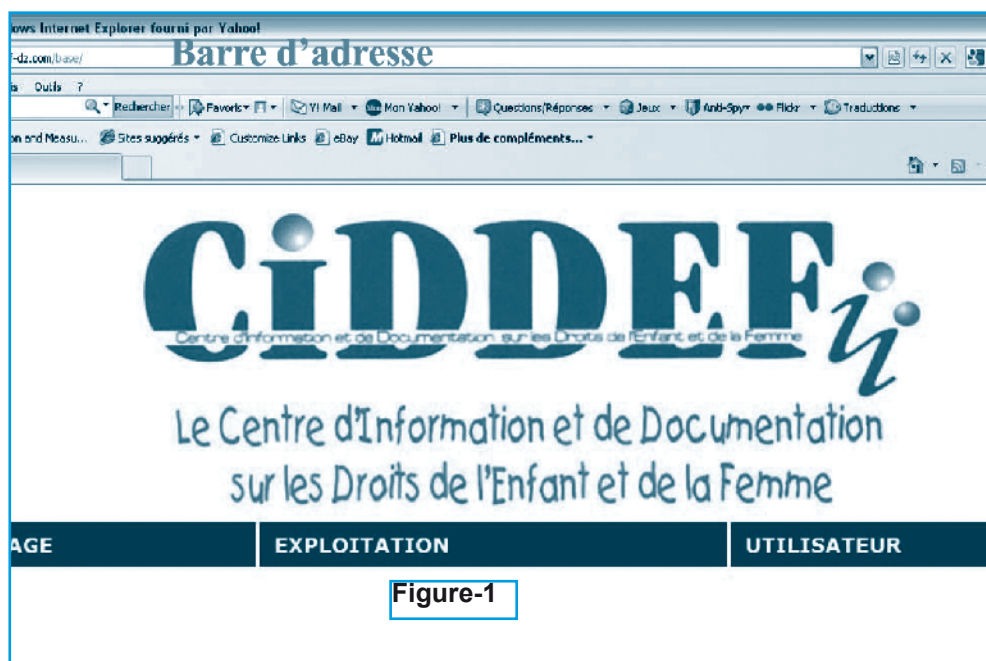 ows Internet Explorer fourni par Yahoo!
-dz.com/base/
Barre d'adresse
s Outils ?
Rechercher Favoris Y! Mail Mon Yahoo! Questions/Réponses Jeux Anti-Spy Flickr Traductions
on and Measu... Sites suggérés Customize Links eBay Hotmail Plus de compléments...
CiDDEF
Centre d'Information et de Documentation sur les Droits de l'Enfant et de la Femme
Le Centre d'Information et de Documentation
sur les Droits de l'Enfant et de la Femme
AGE EXPLOITATION UTILISATEUR
Figure-1